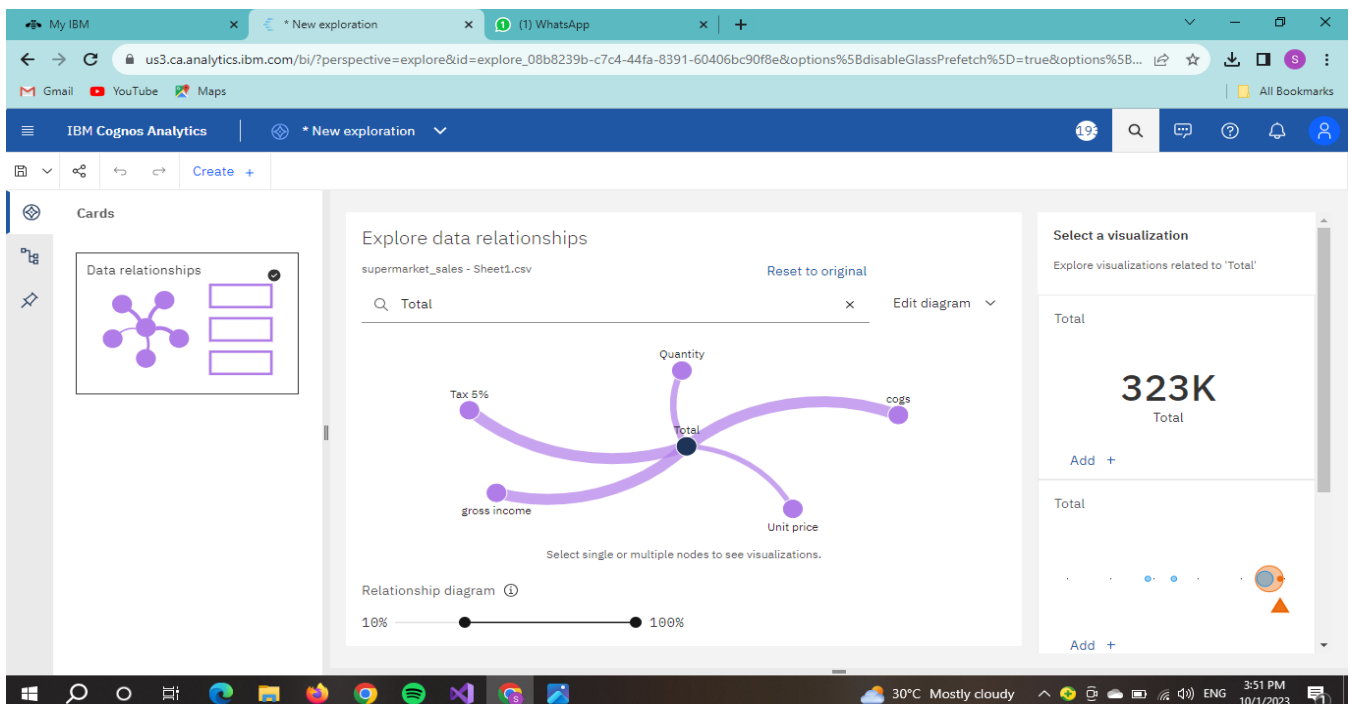 My IBM
* New exploration
(1) WhatsApp
us3.ca.analytics.ibm.com/bi/?perspective=explore&id=explore_08b8239b-c7c4-44fa-8391-60406bc90f8e&options%5BdisableGlassPrefetch%5D=true&options%5B...
S
Gmail
YouTube
Maps
All Bookmarks
IBM Cognos Analytics
* New exploration
193
Create +
Cards
Data relationships
Explore data relationships
supermarket_sales - Sheet1.csv
Reset to original
Total
Edit diagram
Quantity
Tax 5%
cogs
Total
gross income
Unit price
Select single or multiple nodes to see visualizations.
Relationship diagram
10%
100%
Select a visualization
Explore visualizations related to 'Total'
Total
323K
Total
Add +
Total
Add +
30°C Mostly cloudy
ENG
3:51 PM
10/1/2023